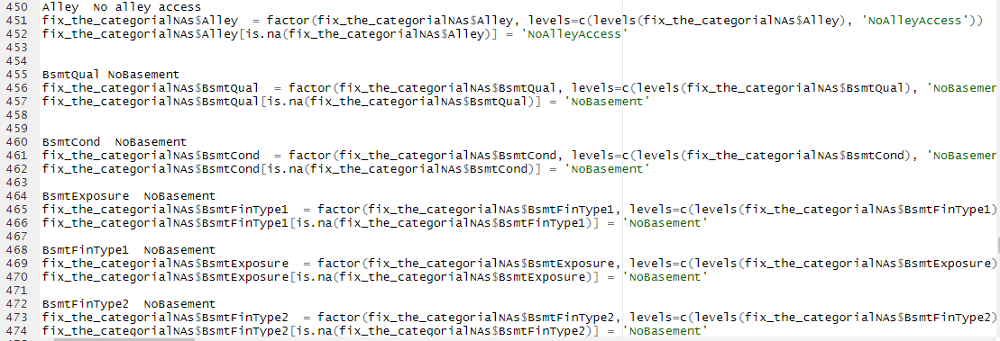 450 Alley  No alley access
451 fix_the_categorialNAs$Alley  = factor(fix_the_categorialNAs$Alley, levels=c(levels(fix_the_categorialNAs$Alley), 'NoAlleyAccess'))
452 fix_the_categorialNAs$Alley[is.na(fix_the_categorialNAs$Alley)] = 'NoAlleyAccess'
453
454
455 BsmtQual NoBasement
456 fix_the_categorialNAs$BsmtQual  = factor(fix_the_categorialNAs$BsmtQual, levels=c(levels(fix_the_categorialNAs$BsmtQual), 'NoBasemer
457 fix_the_categorialNAs$BsmtQual[is.na(fix_the_categorialNAs$BsmtQual)] = 'NoBasement'
458
459
460 BsmtCond  NoBasement
461 fix_the_categorialNAs$BsmtCond  = factor(fix_the_categorialNAs$BsmtCond, levels=c(levels(fix_the_categorialNAs$BsmtCond), 'NoBasemer
462 fix_the_categorialNAs$BsmtCond[is.na(fix_the_categorialNAs$BsmtCond)] = 'NoBasement'
463
464 BsmtExposure  NoBasement
465 fix_the_categorialNAs$BsmtFinType1  = factor(fix_the_categorialNAs$BsmtFinType1, levels=c(levels(fix_the_categorialNAs$BsmtFinType1)
466 fix_the_categorialNAs$BsmtFinType1[is.na(fix_the_categorialNAs$BsmtFinType1)] = 'NoBasement'
467
468 BsmtFinType1  NoBasement
469 fix_the_categorialNAs$BsmtExposure  = factor(fix_the_categorialNAs$BsmtExposure, levels=c(levels(fix_the_categorialNAs$BsmtExposure)
470 fix_the_categorialNAs$BsmtExposure[is.na(fix_the_categorialNAs$BsmtExposure)] = 'NoBasement'
471
472 BsmtFinType2  NoBasement
473 fix_the_categorialNAs$BsmtFinType2  = factor(fix_the_categorialNAs$BsmtFinType2, levels=c(levels(fix_the_categorialNAs$BsmtFinType2)
474 fix_the_categorialNAs$BsmtFinType2[is.na(fix_the_categorialNAs$BsmtFinType2)] = 'NoBasement'